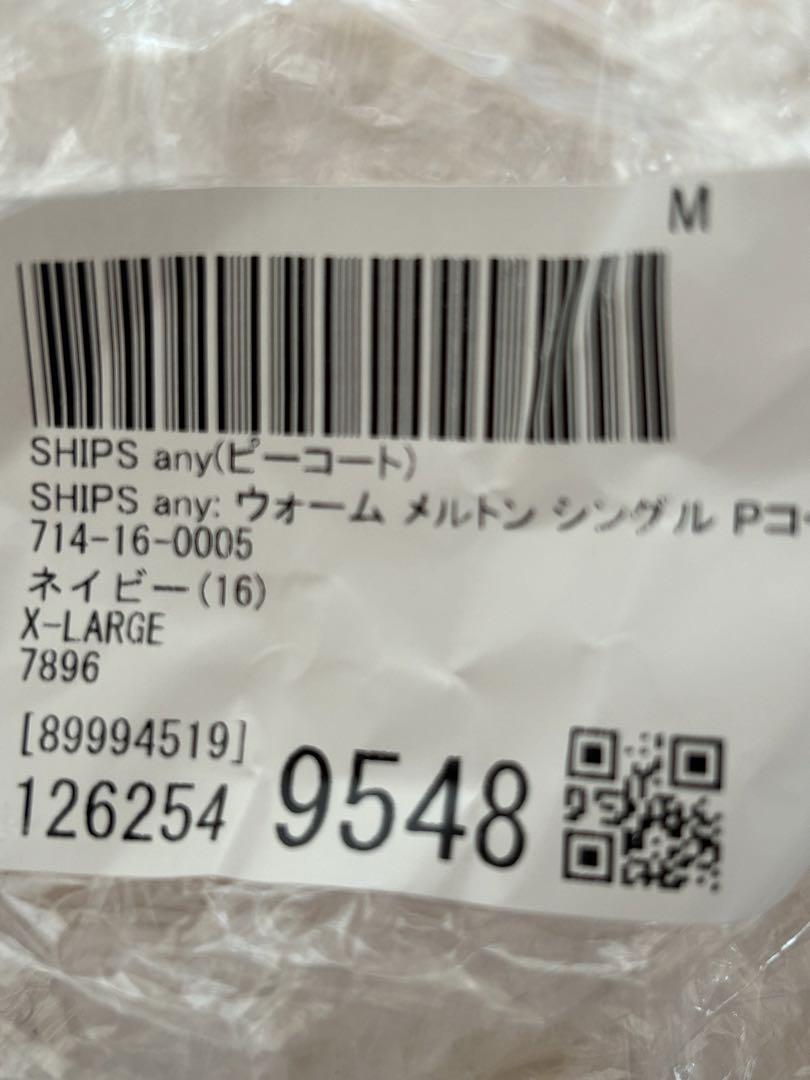 M
SHIPS any(ピーコート)
SHIPS any: ウォーム メルトン シングル Pコー
714-16-0005
ネイビー(16)
X-LARGE
7896
[89994519]
126254 9548